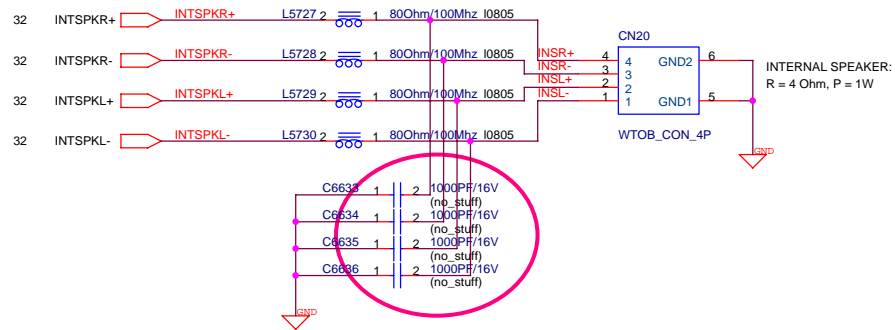 32 INTSPKR+ INTSPKR+ L5727 2 1 80Ohm/100Mhz I0805
32 INTSPKR- INTSPKR- L5728 2 1 80Ohm/100Mhz I0805
32 INTSPKL+ INTSPKL+ L5729 2 1 80Ohm/100Mhz I0805
32 INTSPKL- INTSPKL- L5730 2 1 80Ohm/100Mhz I0805
CN20
INSR+ 4 4 GND2 6
INSR- 3 3
INSL+ 2 2
INSL- 1 1 GND1 5
WTOB_CON_4P
INTERNAL SPEAKER:
R = 4 Ohm, P = 1W
GND
C6633 1 2 1000PF/16V
(no_stuff)
C6634 1 2 1000PF/16V
(no_stuff)
C6635 1 2 1000PF/16V
(no_stuff)
C6636 1 2 1000PF/16V
(no_stuff)
GND